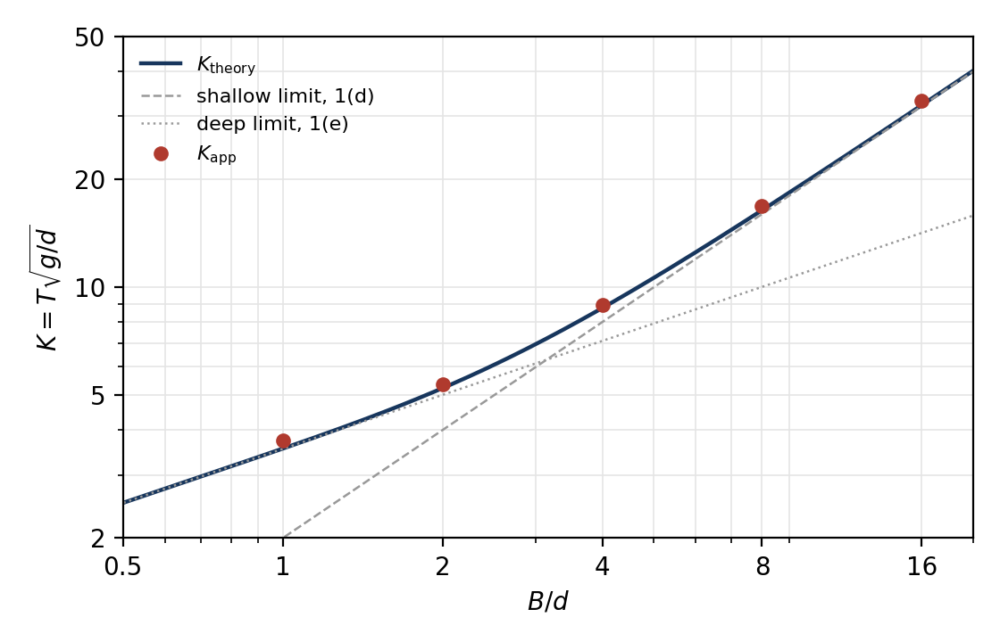 50
20
10
5
2
K = T√g/d
K_theory
shallow limit, 1(d)
deep limit, 1(e)
K_app
0.5 1 2 4 8 16
B/d